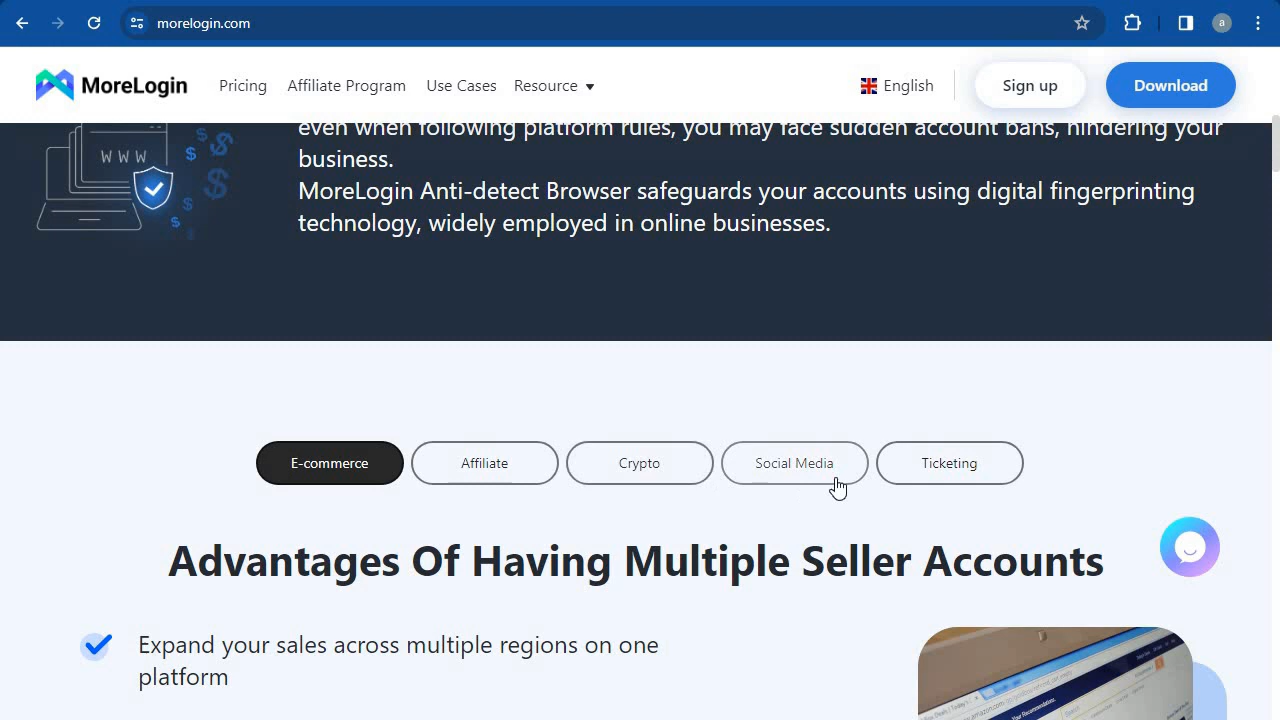 morelogin.com
a
MoreLogin
Pricing
Affiliate Program
Use Cases
Resource
English
Sign up
Download
even when following platform rules, you may face sudden account bans, hindering your
business.
MoreLogin Anti-detect Browser safeguards your accounts using digital fingerprinting
technology, widely employed in online businesses.
WWW
E-commerce
Affiliate
Crypto
Social Media
Ticketing
Advantages Of Having Multiple Seller Accounts
Expand your sales across multiple regions on one
platform